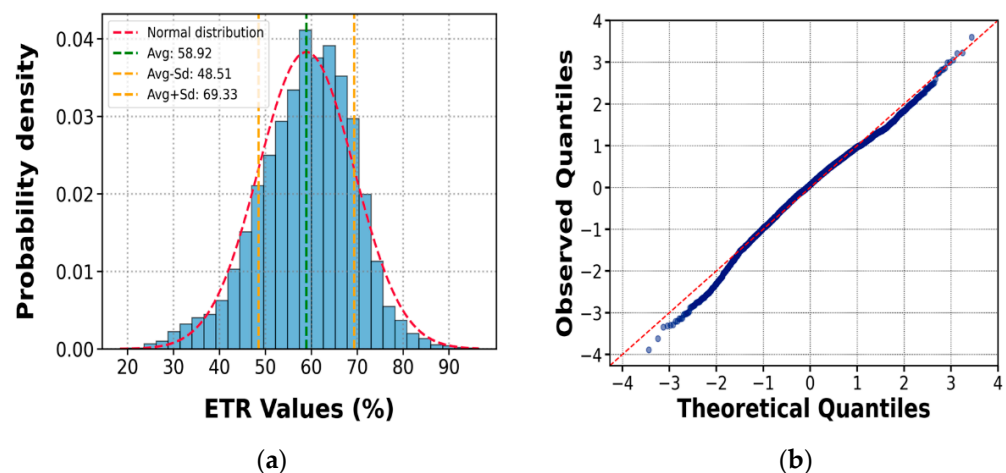 Normal distribution
Avg: 58.92
Avg-Sd: 48.51
Avg+Sd: 69.33
0.04
0.03
0.02
0.01
0.00
Probability density
20 30 40 50 60 70 80 90
ETR Values (%)
(a)
4
3
2
1
0
−1
−2
−3
−4
Observed Quantiles
−4 −3 −2 −1 0 1 2 3 4
Theoretical Quantiles
(b)